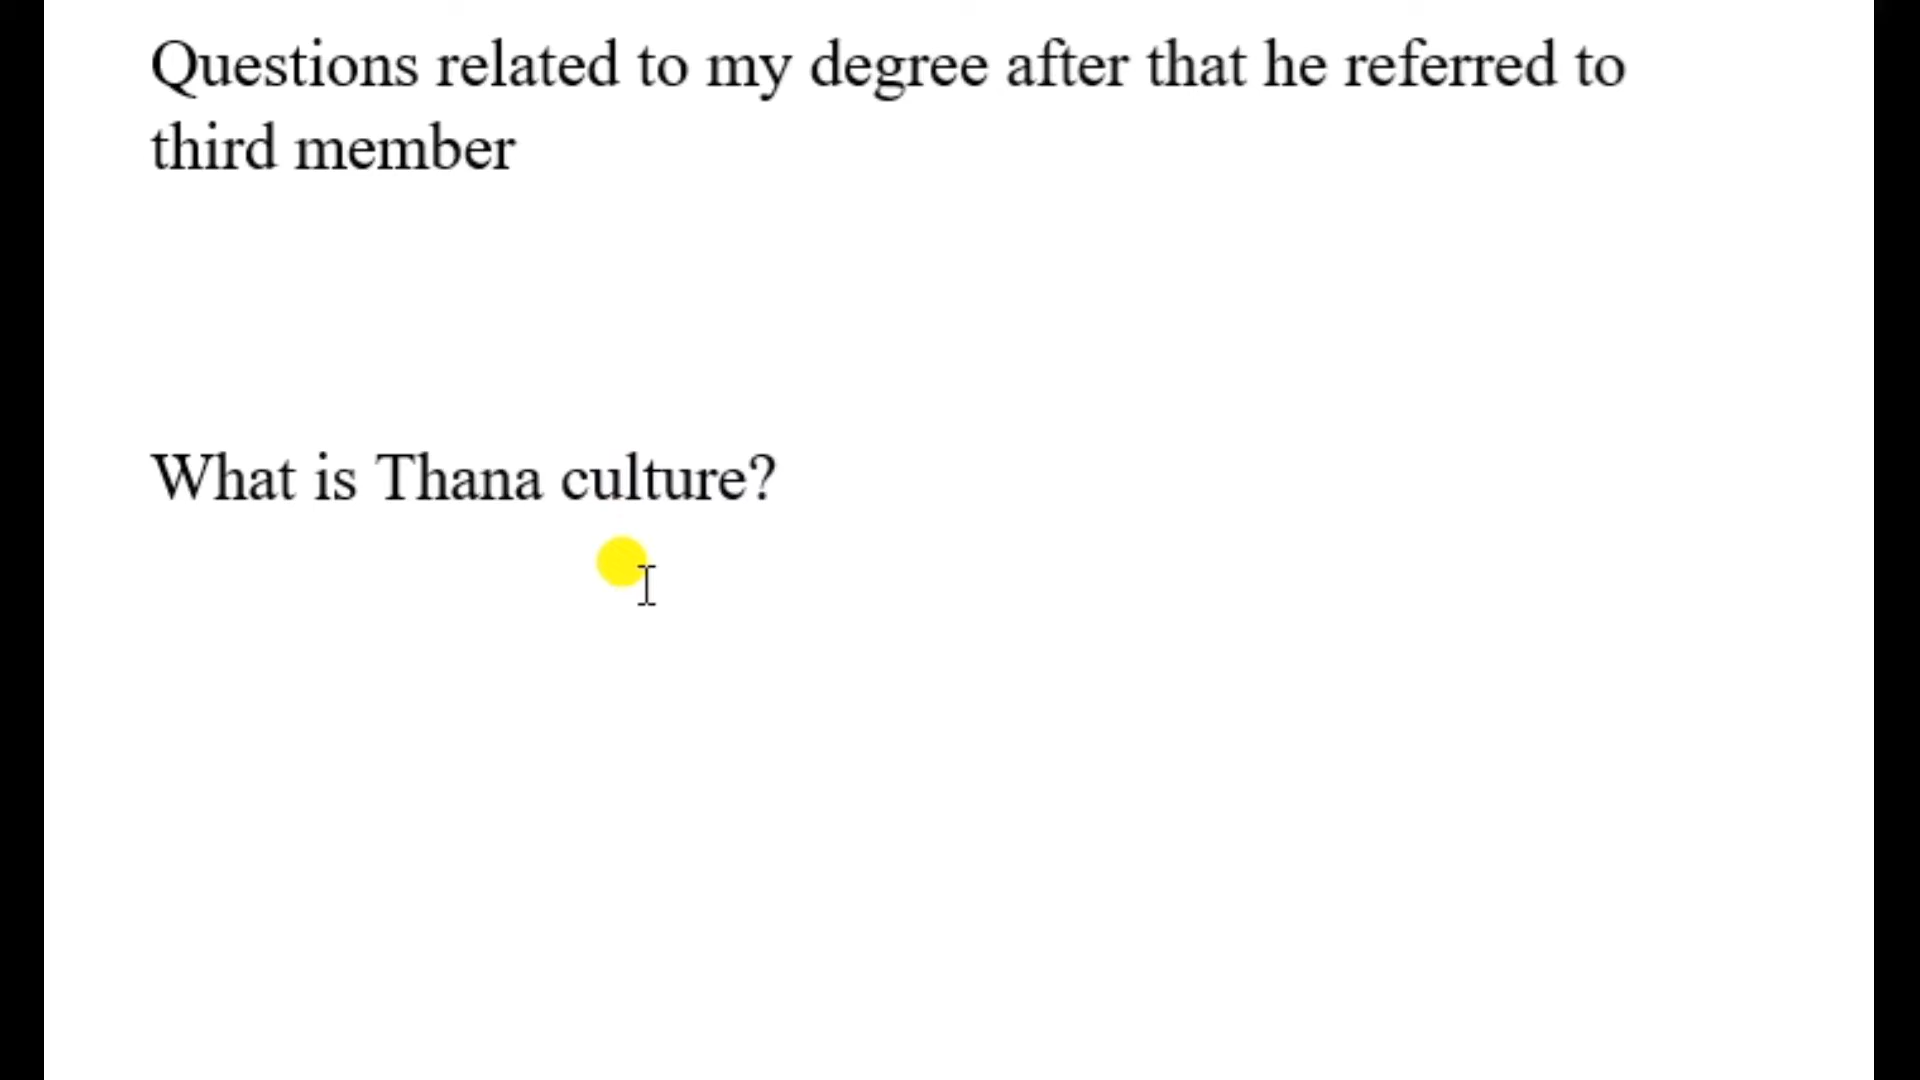 Questions related to my degree after that he referred to
third member
What is Thana culture?